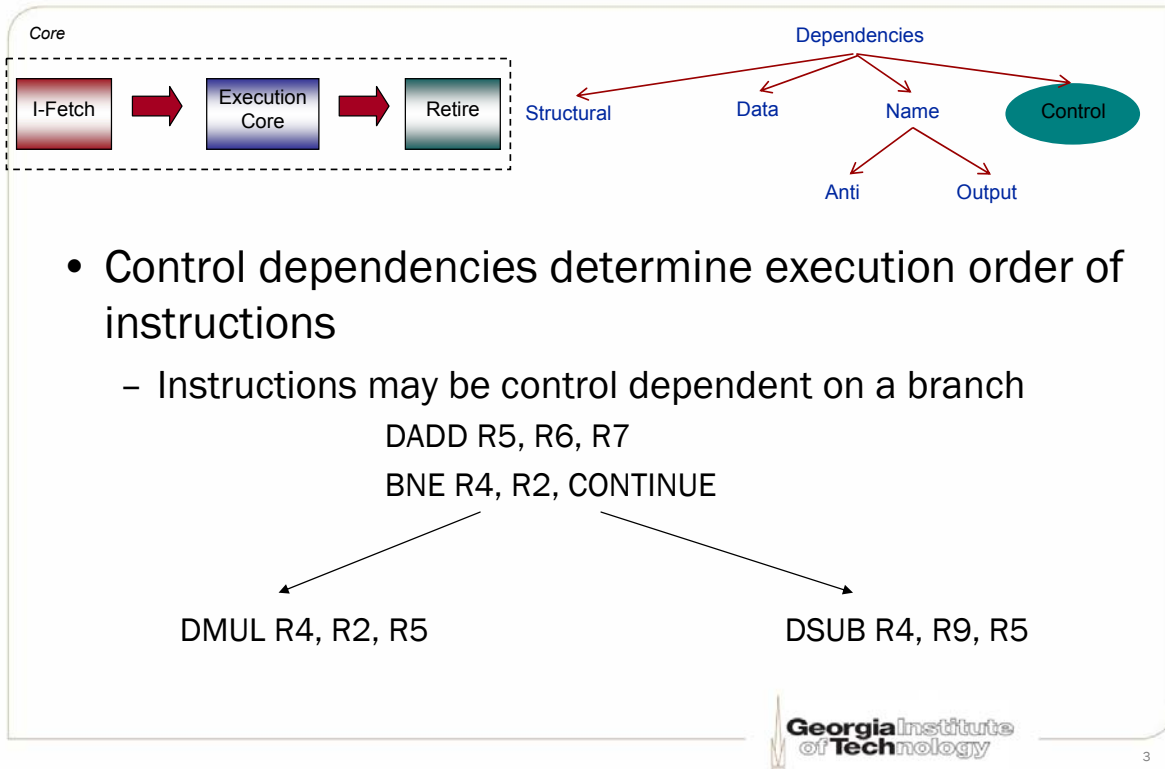 Core
I-Fetch
Execution
Core
Retire
Dependencies
Structural
Data
Name
Control
Anti
Output
• Control dependencies determine execution order of
instructions
– Instructions may be control dependent on a branch
DADD R5, R6, R7
BNE R4, R2, CONTINUE
DMUL R4, R2, R5
DSUB R4, R9, R5
Georgia Institute
of Technology
3